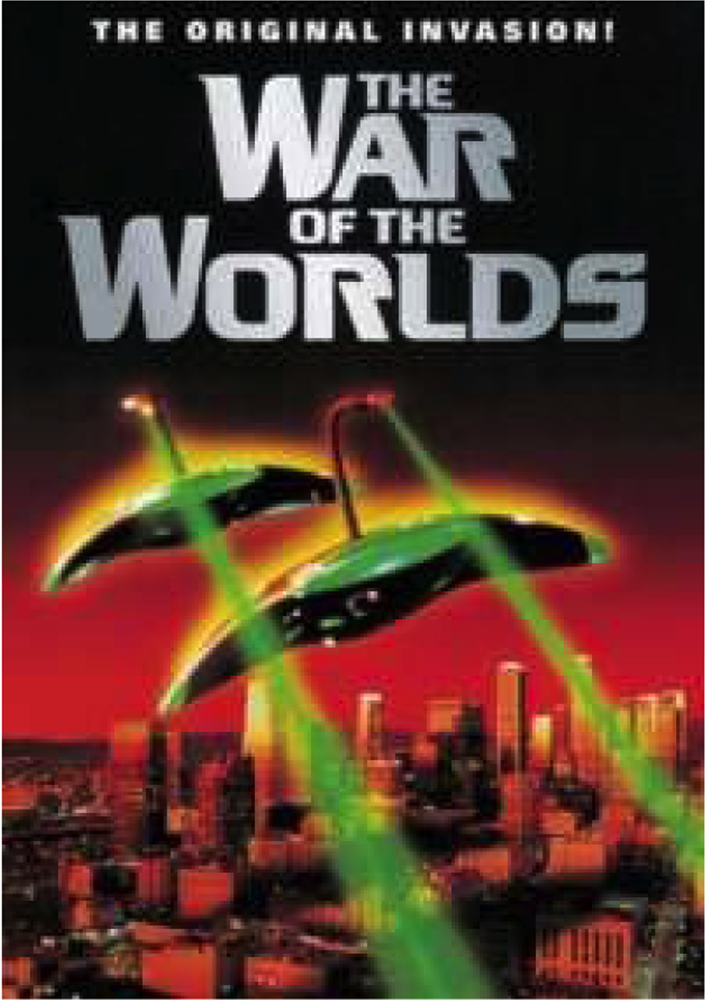 THE ORIGINAL INVASION!
THE
WAR
OF THE
WORLDS